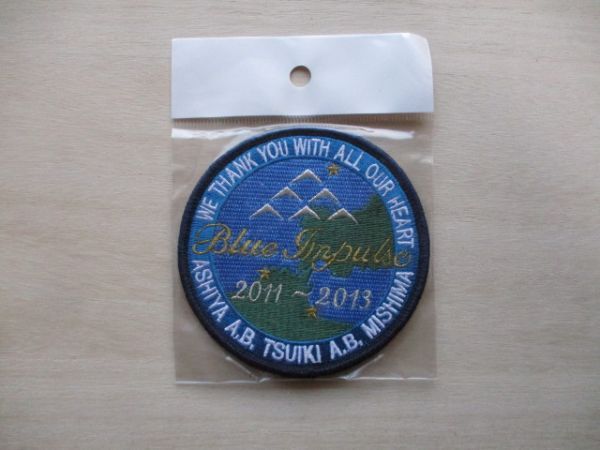 WE THANK YOU WITH ALL OUR HEART
Blue Impulse
2011~2013
ASHIYA A.B. TSUIKI A.B. MISHIMA